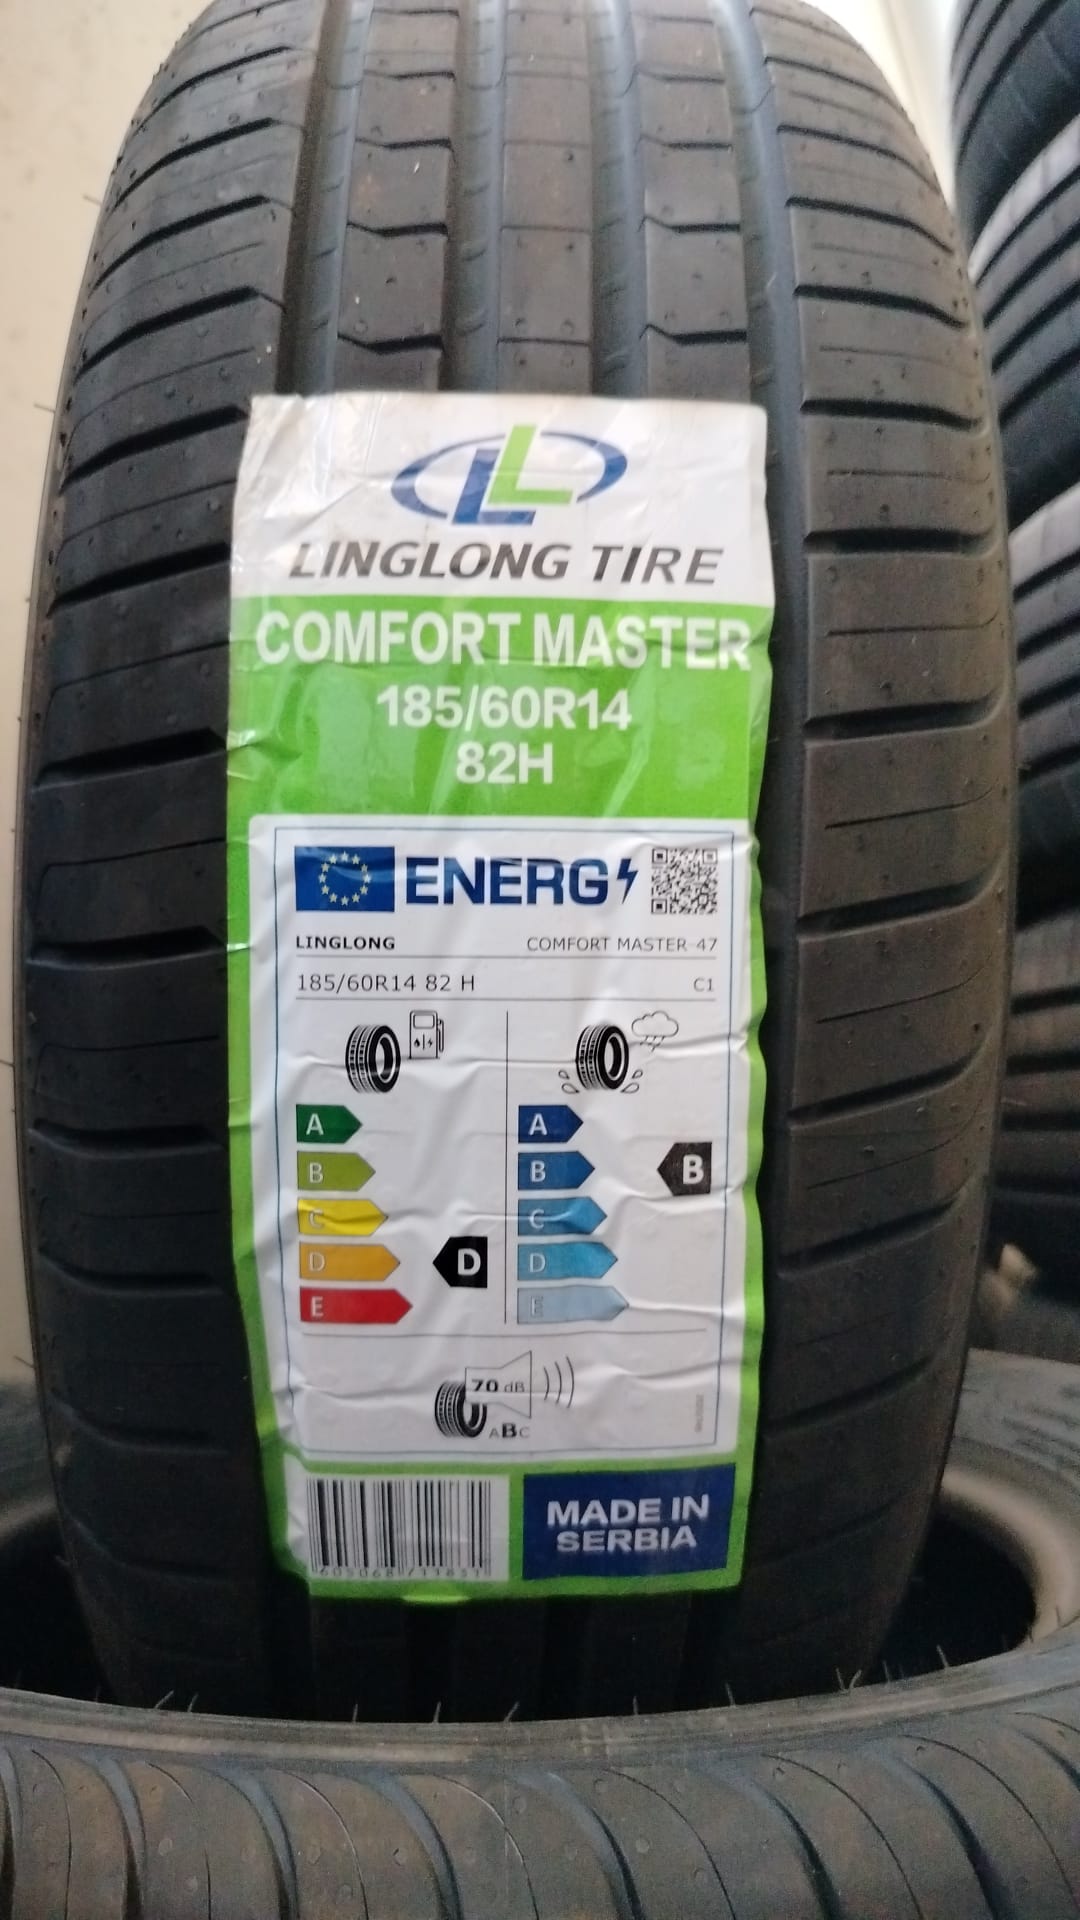 LL
LINGLONG TIRE
COMFORT MASTER
185/60R14
82H
ENERG
LINGLONG COMFORT MASTER-47
185/60R14 82 H C1
A A
B B B
C C
D D D
E E
70 dB
ABC
MADE IN
SERBIA